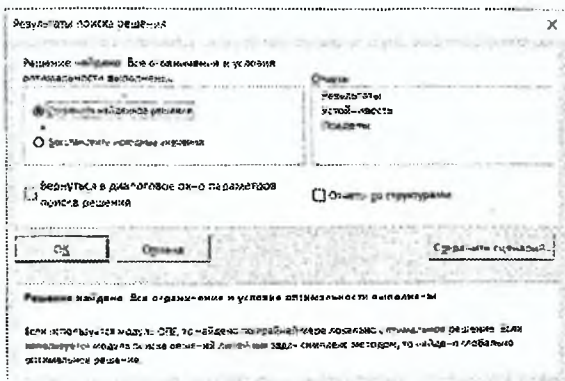 Результаты поиска решения
Решение найдено. Все ограничения и условия
оптимальности выполнены.
Отчеты
Результаты
Устойчивость
Пределы
Сохранить найденное решение
Восстановить исходные значения
Вернуться в диалоговое окно параметров
поиска решения
Отчеты со структурами
ОК
Отмена
Сохранить сценарий...
Решение найдено. Все ограничения и условия оптимальности выполнены.
Если используется модуль ОПГ, то найдено по крайней мере локально оптимальное решение. Если
используется модуль поиска решений линейных задач симплекс-методом, то найдено глобально
оптимальное решение.